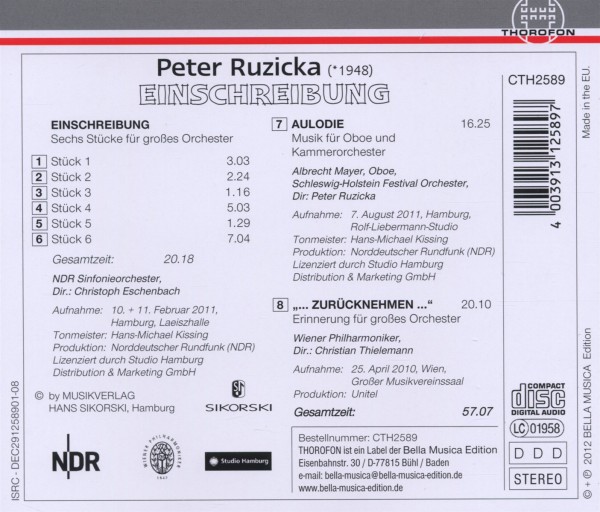 THOROFON
Peter Ruzicka (*1948)
EINSCHREIBUNG
CTH2589
Made in the EU.
EINSCHREIBUNG
Sechs Stücke für großes Orchester
1 Stück 1 3.03
2 Stück 2 2.24
3 Stück 3 1.16
4 Stück 4 5.03
5 Stück 5 1.29
6 Stück 6 7.04
Gesamtzeit: 20.18
NDR Sinfonieorchester,
Dir.: Christoph Eschenbach
Aufnahme: 10. + 11. Februar 2011,
Hamburg, Laeiszhalle
Tonmeister: Hans-Michael Kissing
Produktion: Norddeutscher Rundfunk (NDR)
Lizenziert durch Studio Hamburg
Distribution & Marketing GmbH
© by MUSIKVERLAG
HANS SIKORSKI, Hamburg
SIKORSKI
NDR
WIENER PHILHARMONIKER
Studio Hamburg
ISRC - DEC291258901-08
7 AULODIE 16.25
Musik für Oboe und
Kammerorchester
Albrecht Mayer, Oboe,
Schleswig-Holstein Festival Orchester,
Dir: Peter Ruzicka
Aufnahme: 7. August 2011, Hamburg,
Rolf-Liebermann-Studio
Tonmeister: Hans-Michael Kissing
Produktion: Norddeutscher Rundfunk (NDR)
Lizenziert durch Studio Hamburg
Distribution & Marketing GmbH
8 „... ZURÜCKNEHMEN ...“ 20.10
Erinnerung für großes Orchester
Wiener Philharmoniker,
Dir.: Christian Thielemann
Aufnahme: 25. April 2010, Wien,
Großer Musikvereinssaal
Produktion: Unitel
Gesamtzeit: 57.07
Bestellnummer: CTH2589
THOROFON ist ein Label der Bella Musica Edition
Eisenbahnstr. 30 / D-77815 Bühl / Baden
e-mail: bella-musica@bella-musica-edition.de
www.bella-musica-edition.de
4 003913 125897
COMPACT
disc
DIGITAL AUDIO
LC 01958
D D D
STEREO
© + ℗ 2012 BELLA MUSICA Edition